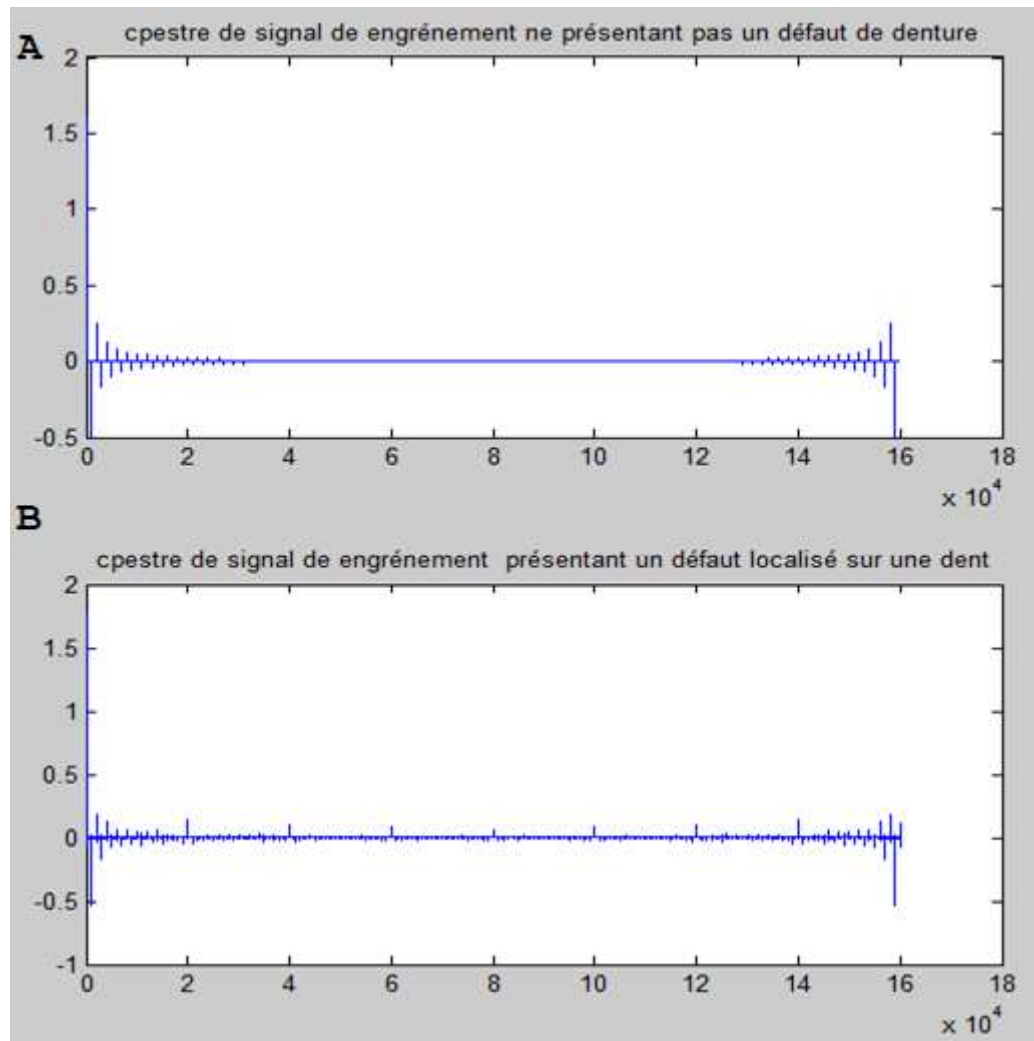 A
cpestre de signal de engrénement ne présentant pas un défaut de denture
2
1.5
1
0.5
0
-0.5
0 2 4 6 8 10 12 14 16 18
x 10^4
B
cpestre de signal de engrénement  présentant un défaut localisé sur une dent
2
1.5
1
0.5
0
-0.5
-1
0 2 4 6 8 10 12 14 16 18
x 10^4